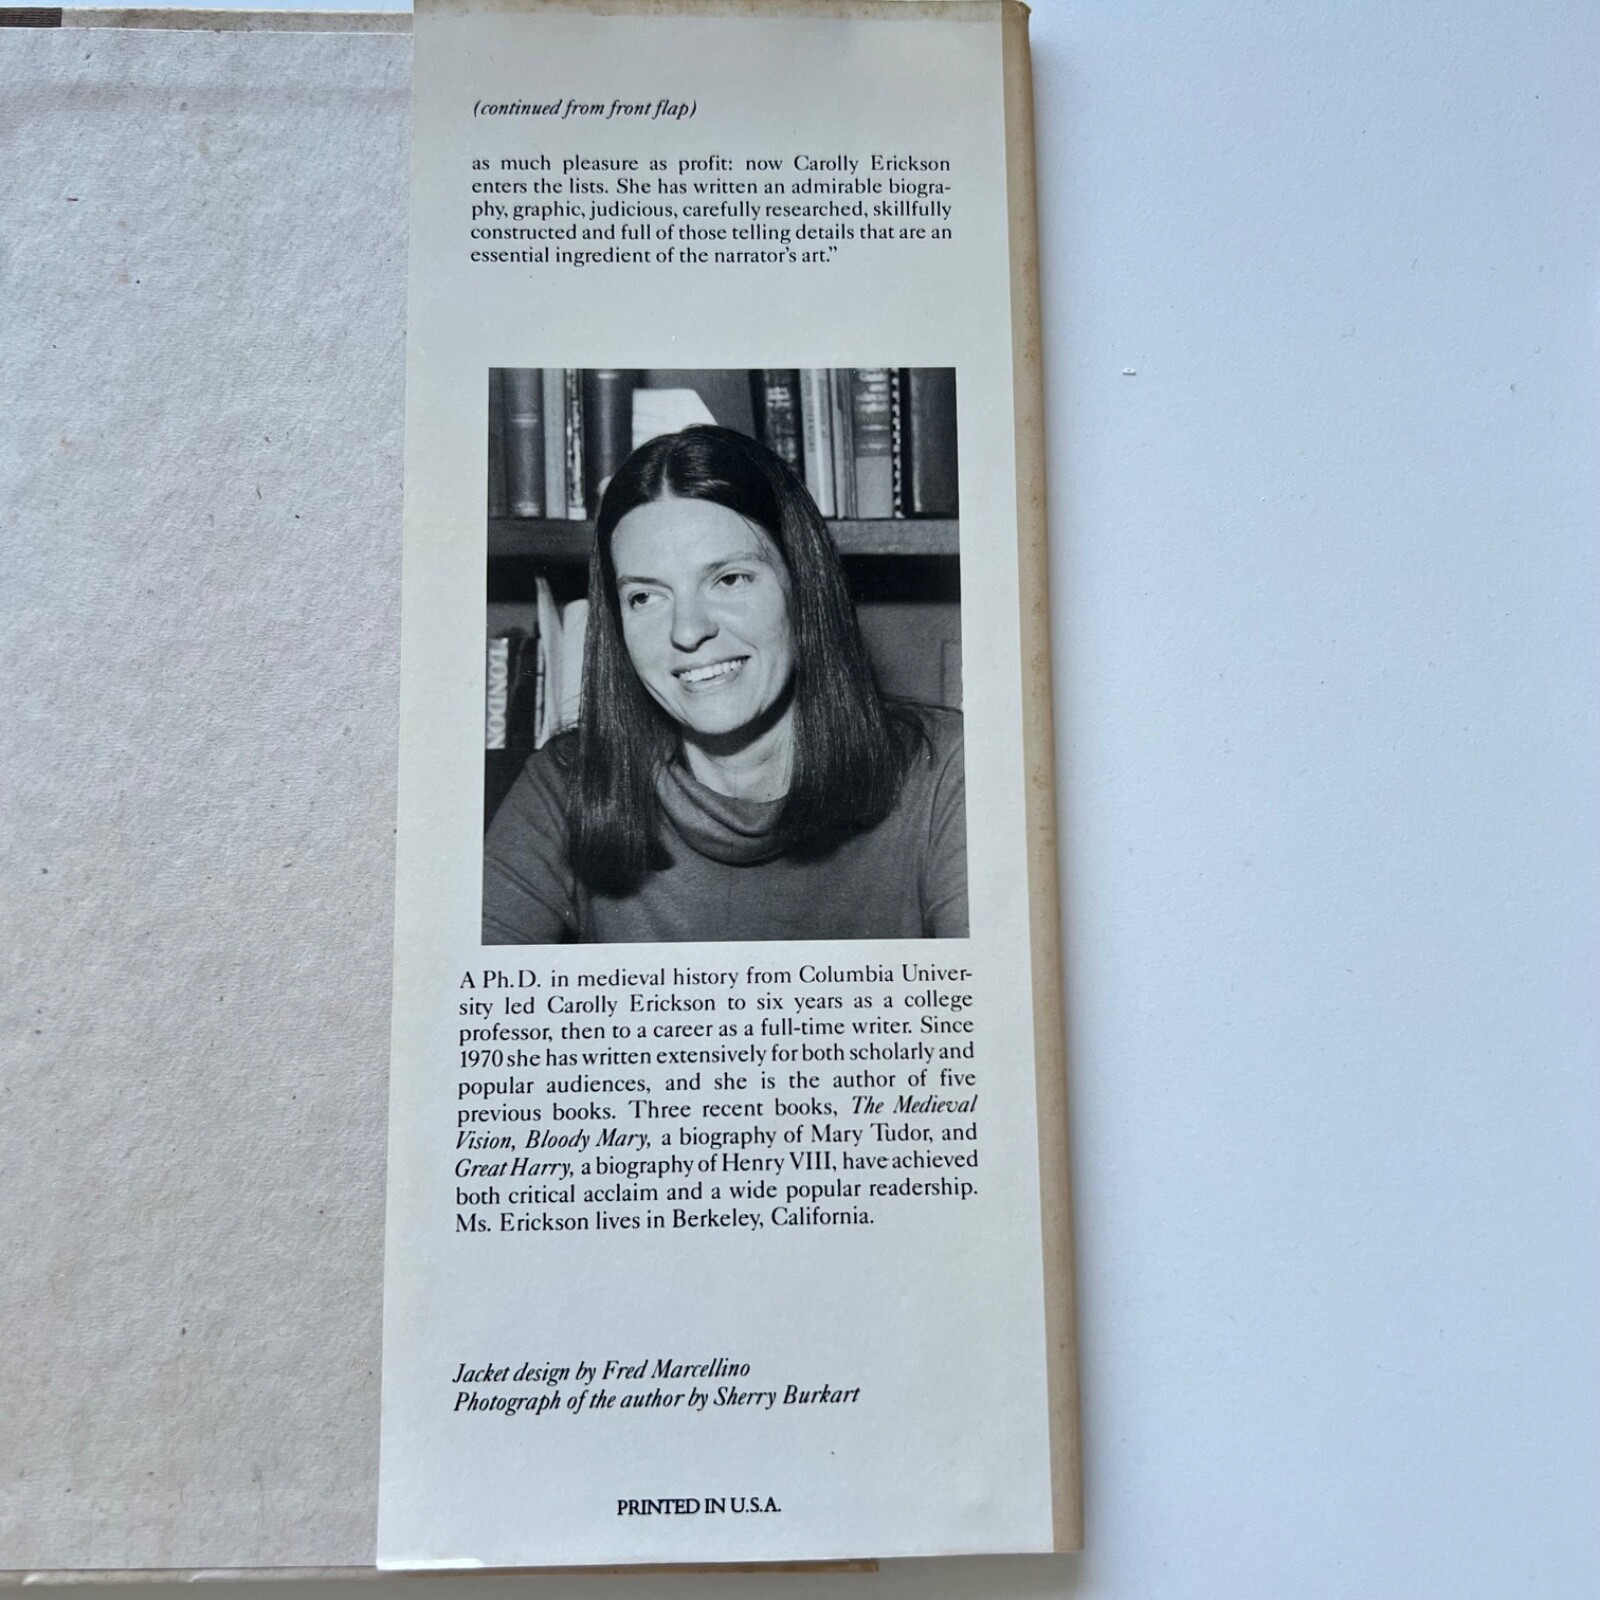 (continued from front flap)
as much pleasure as profit: now Carolly Erickson
enters the lists. She has written an admirable biogra-
phy, graphic, judicious, carefully researched, skillfully
constructed and full of those telling details that are an
essential ingredient of the narrator's art.”
LONDON
A Ph.D. in medieval history from Columbia Univer-
sity led Carolly Erickson to six years as a college
professor, then to a career as a full-time writer. Since
1970 she has written extensively for both scholarly and
popular audiences, and she is the author of five
previous books. Three recent books, The Medieval
Vision, Bloody Mary, a biography of Mary Tudor, and
Great Harry, a biography of Henry VIII, have achieved
both critical acclaim and a wide popular readership.
Ms. Erickson lives in Berkeley, California.
Jacket design by Fred Marcellino
Photograph of the author by Sherry Burkart
PRINTED IN U.S.A.